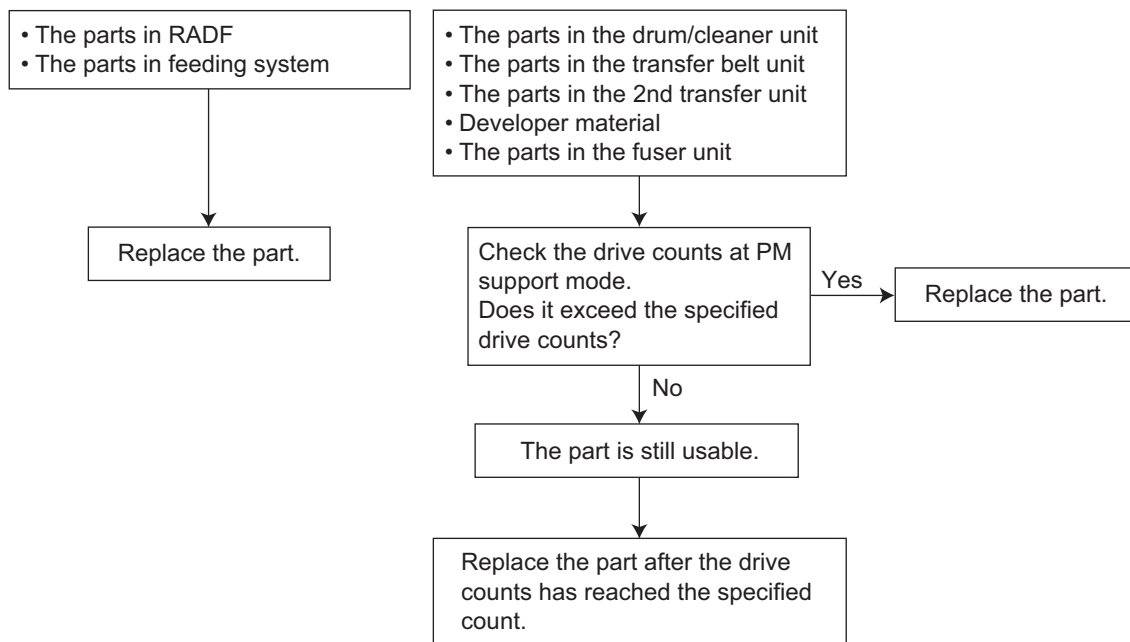 • The parts in RADF
• The parts in feeding system
Replace the part.
• The parts in the drum/cleaner unit
• The parts in the transfer belt unit
• The parts in the 2nd transfer unit
• Developer material
• The parts in the fuser unit
Check the drive counts at PM
support mode.
Does it exceed the specified
drive counts?
Yes
Replace the part.
No
The part is still usable.
Replace the part after the drive
counts has reached the specified
count.